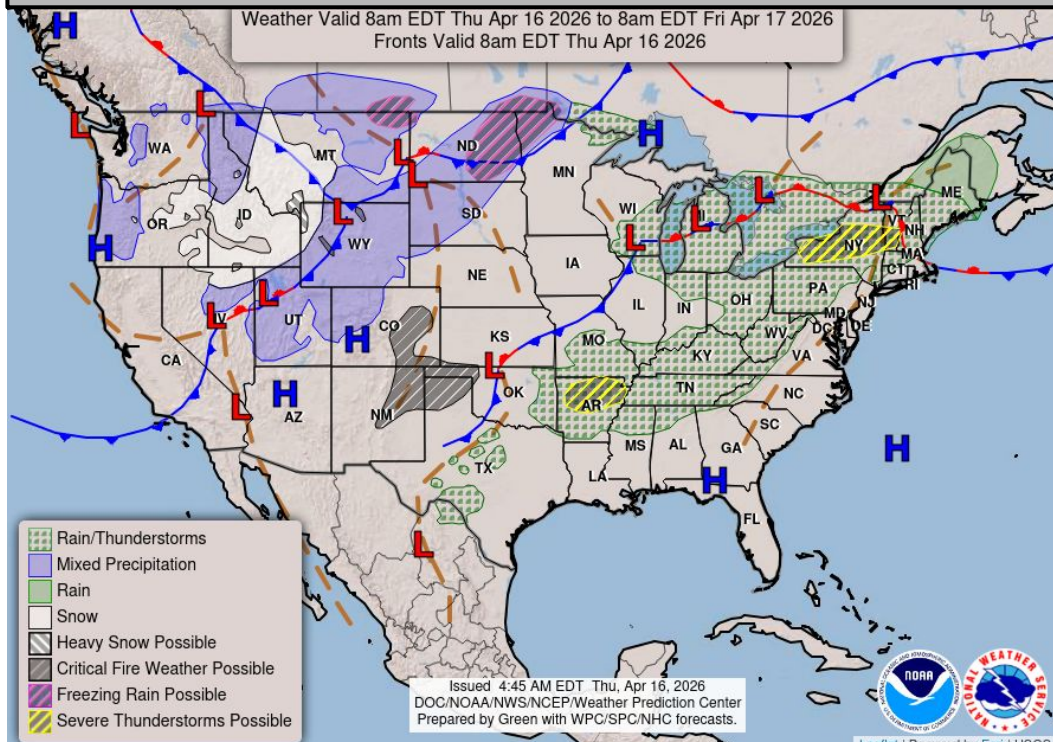 Weather Valid 8am EDT Thu Apr 16 2026 to 8am EDT Fri Apr 17 2026
Fronts Valid 8am EDT Thu Apr 16 2026
H
L
L
WA
MT
ND
MN
H
ME
L
L
OR
ID
L
WY
SD
WI
L
MI
L
L
VT
NH
NY
MA
CT
RI
H
NE
IA
L
PA
NJ
L
NV
L
UT
CO
H
IL
IN
OH
MD
DE
DC
WV
VA
KS
MO
KY
CA
L
OK
H
AZ
L
NM
AR
TN
NC
SC
TX
MS
AL
GA
H
H
LA
FL
L
Rain/Thunderstorms
Mixed Precipitation
Rain
Snow
Heavy Snow Possible
Critical Fire Weather Possible
Freezing Rain Possible
Severe Thunderstorms Possible
Issued 4:45 AM EDT Thu, Apr 16, 2026
DOC/NOAA/NWS/NCEP/Weather Prediction Center
Prepared by Green with WPC/SPC/NHC forecasts.
NOAA
NATIONAL WEATHER SERVICE